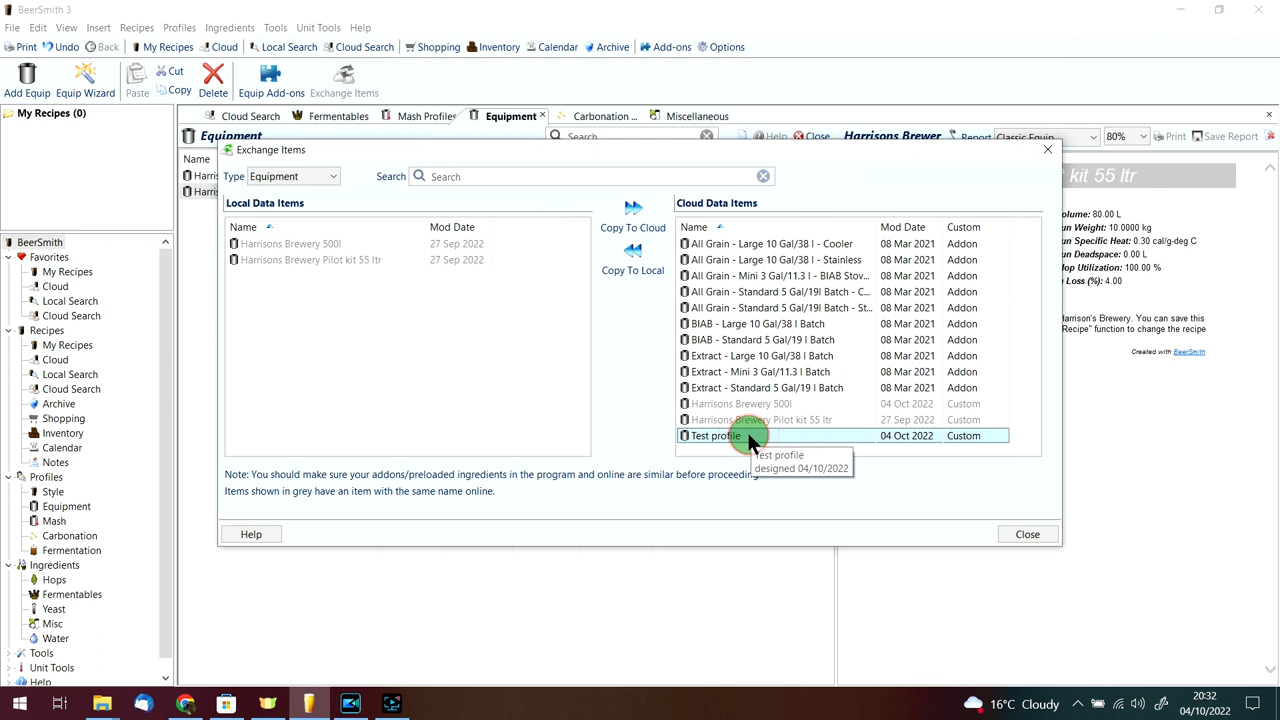 BeerSmith 3
File Edit View Insert Recipes Profiles Ingredients Tools Unit Tools Help
Print Undo Back My Recipes Cloud Local Search Cloud Search Shopping Inventory Calendar Archive Add-ons Options
Add Equip Equip Wizard Paste Cut Copy Delete Equip Add-ons Exchange Items
My Recipes (0)
Cloud Search Fermentables Mash Profiles Equipment Carbonation ... Miscellaneous
Equipment Search Help Close Harrisons Brewer Report Classic Equip 80% Print Save Report
Name
Harris
Harris
Exchange Items
Type Equipment Search Search
Local Data Items
Name Mod Date
Harrisons Brewery 500l 27 Sep 2022
Harrisons Brewery Pilot kit 55 ltr 27 Sep 2022
Copy To Cloud
Copy To Local
Cloud Data Items
Name Mod Date Custom
All Grain - Large 10 Gal/38 l - Cooler 08 Mar 2021 Addon
All Grain - Large 10 Gal/38 l - Stainless 08 Mar 2021 Addon
All Grain - Mini 3 Gal/11.3 l - BIAB Stov... 08 Mar 2021 Addon
All Grain - Standard 5 Gal/19l Batch - C... 08 Mar 2021 Addon
All Grain - Standard 5 Gal/19l Batch - St... 08 Mar 2021 Addon
BIAB - Large 10 Gal/38 l Batch 08 Mar 2021 Addon
BIAB - Standard 5 Gal/19 l Batch 08 Mar 2021 Addon
Extract - Large 10 Gal/38 l Batch 08 Mar 2021 Addon
Extract - Mini 3 Gal/11.3 l Batch 08 Mar 2021 Addon
Extract - Standard 5 Gal/19 l Batch 08 Mar 2021 Addon
Harrisons Brewery 500l 04 Oct 2022 Custom
Harrisons Brewery Pilot kit 55 ltr 27 Sep 2022 Custom
Test profile 04 Oct 2022 Custom
Test profile
designed 04/10/2022
Note: You should make sure your addons/preloaded ingredients in the program and online are similar before proceeding
Items shown in grey have an item with the same name online.
Help Close
kit 55 ltr
olume: 80.00 L
un Weight: 10.0000 kg
un Specific Heat: 0.30 cal/g-deg C
un Deadspace: 0.00 L
op Utilization: 100.00 %
Loss (%): 4.00
Harrison's Brewery. You can save this
Recipe" function to change the recipe
Created with BeerSmith
BeerSmith
Favorites
My Recipes
Cloud
Local Search
Cloud Search
Recipes
My Recipes
Cloud
Local Search
Cloud Search
Archive
Shopping
Inventory
Calendar
Notes
Profiles
Style
Equipment
Mash
Carbonation
Fermentation
Ingredients
Hops
Fermentables
Yeast
Misc
Water
Tools
Unit Tools
Help
16°C Cloudy
20:32
04/10/2022